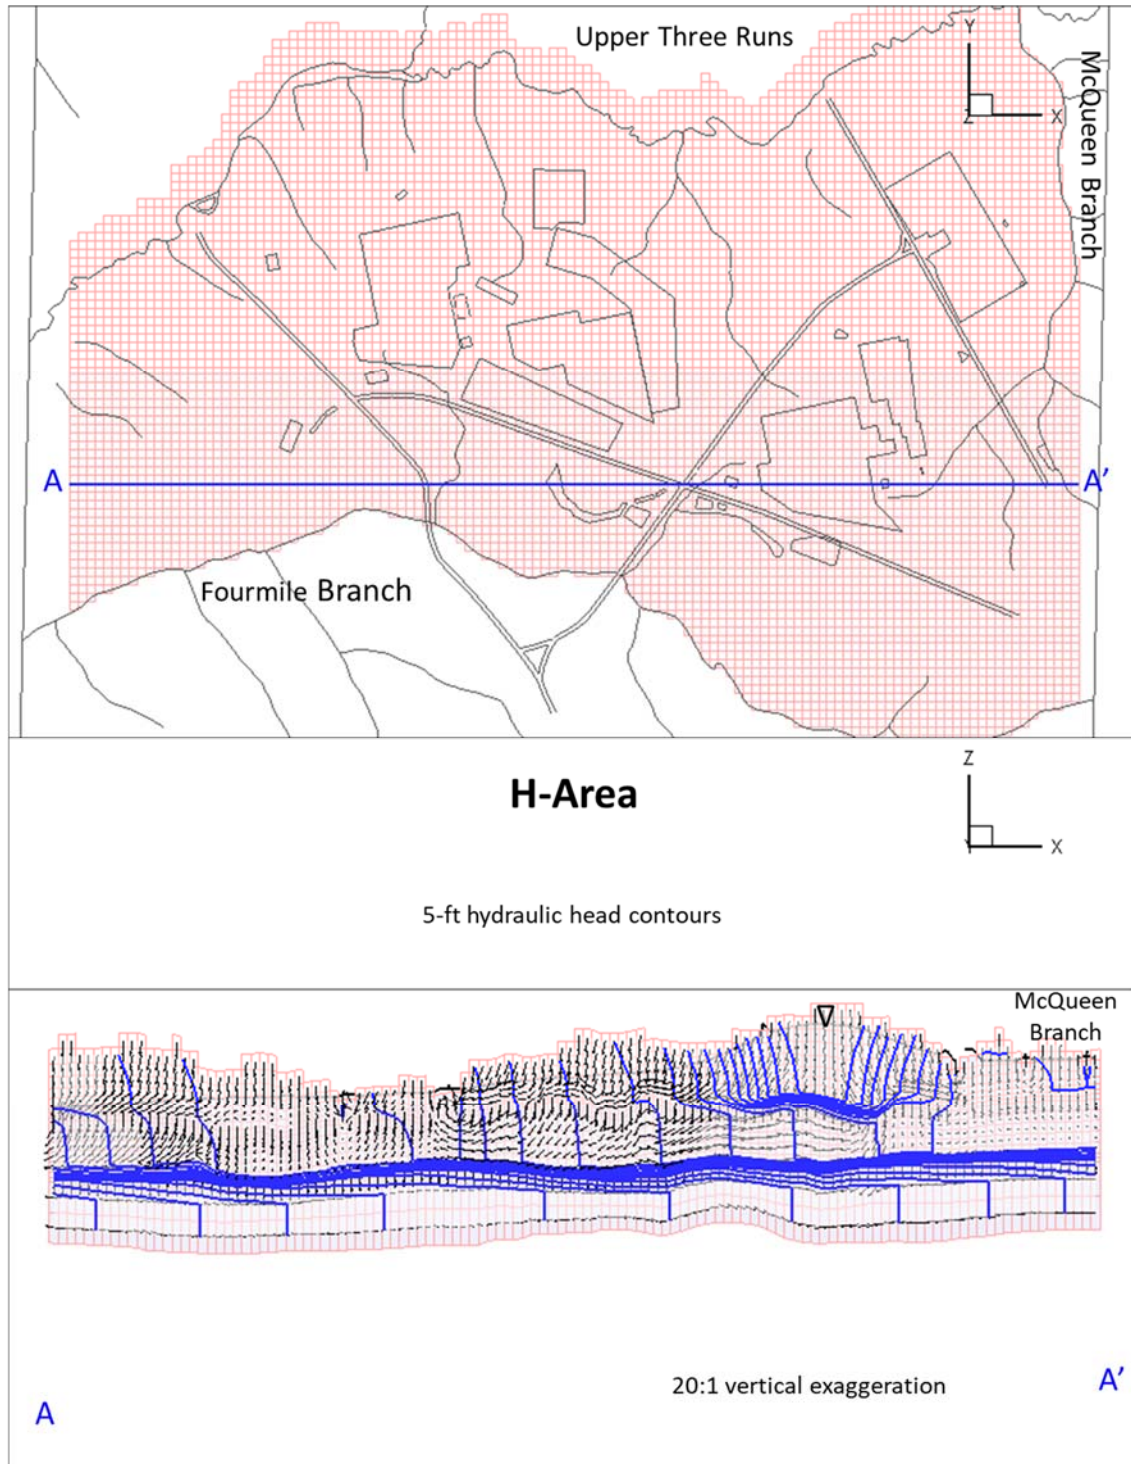 Upper Three Runs
Y
Z
X
McQueen Branch
A
A’
Fourmile Branch
H-Area
Z
Y
X
5-ft hydraulic head contours
McQueen
Branch
20:1 vertical exaggeration
A’
A